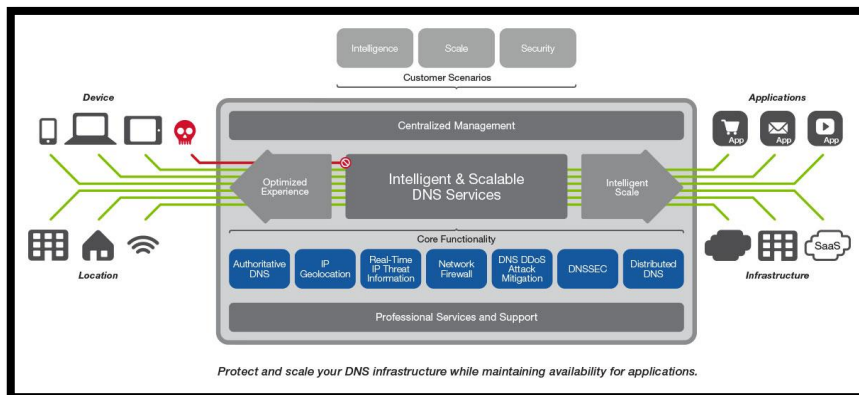 Intelligence
Scale
Security
Customer Scenarios
Device
Applications
App
App
App
Centralized Management
Optimized
Experience
Intelligent & Scalable
DNS Services
Intelligent
Scale
Core Functionality
Authoritative
DNS
IP
Geolocation
Real-Time
IP Threat
Information
Network
Firewall
DNS DDoS
Attack
Mitigation
DNSSEC
Distributed
DNS
Location
SaaS
Infrastructure
Professional Services and Support
Protect and scale your DNS infrastructure while maintaining availability for applications.